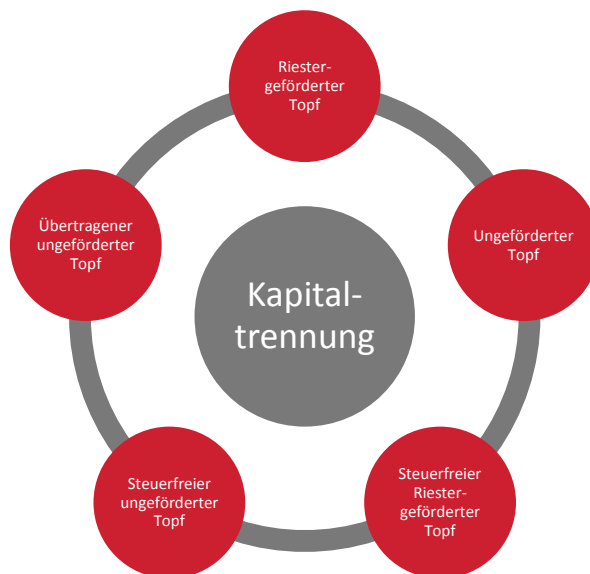 Riester-
geförderter
Topf
Ungeförderter
Topf
Steuerfreier
Riester-
geförderter
Topf
Steuerfreier
ungeförderter
Topf
Übertragener
ungeförderter
Topf
Kapital-
trennung